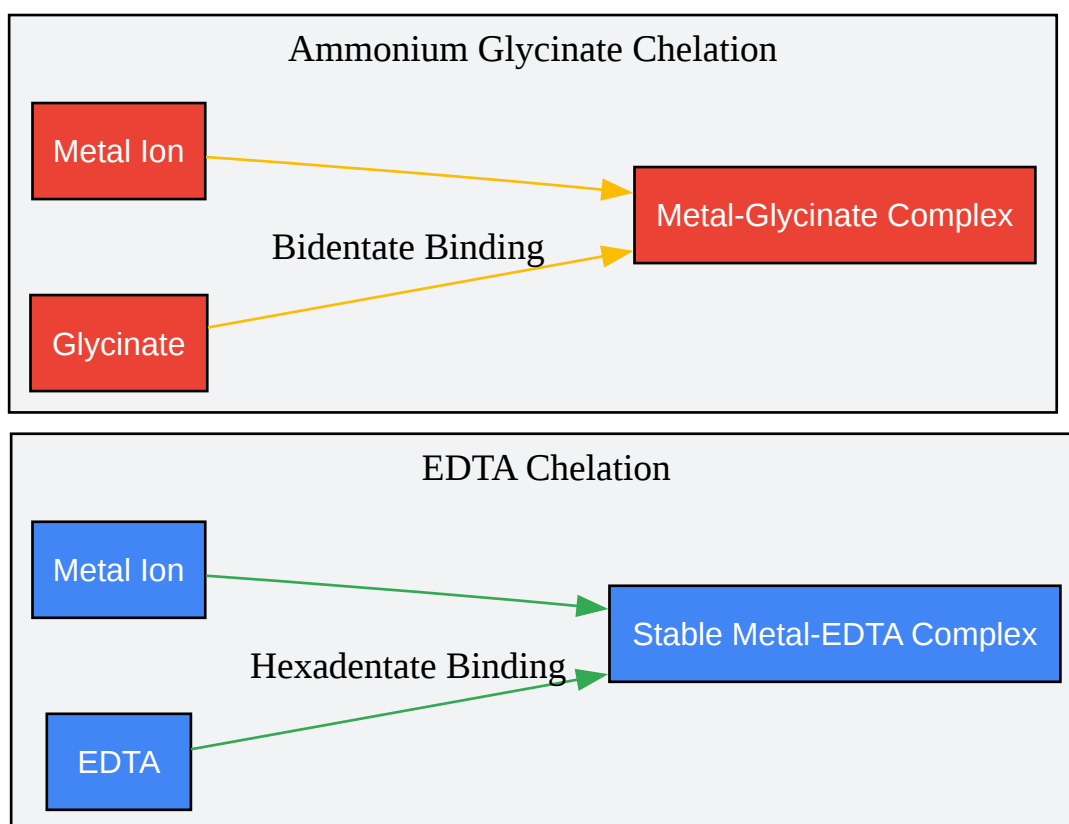 Ammonium Glycinate Chelation
Metal Ion
Metal-Glycinate Complex
Bidentate Binding
Glycinate
EDTA Chelation
Metal Ion
Stable Metal-EDTA Complex
Hexadentate Binding
EDTA